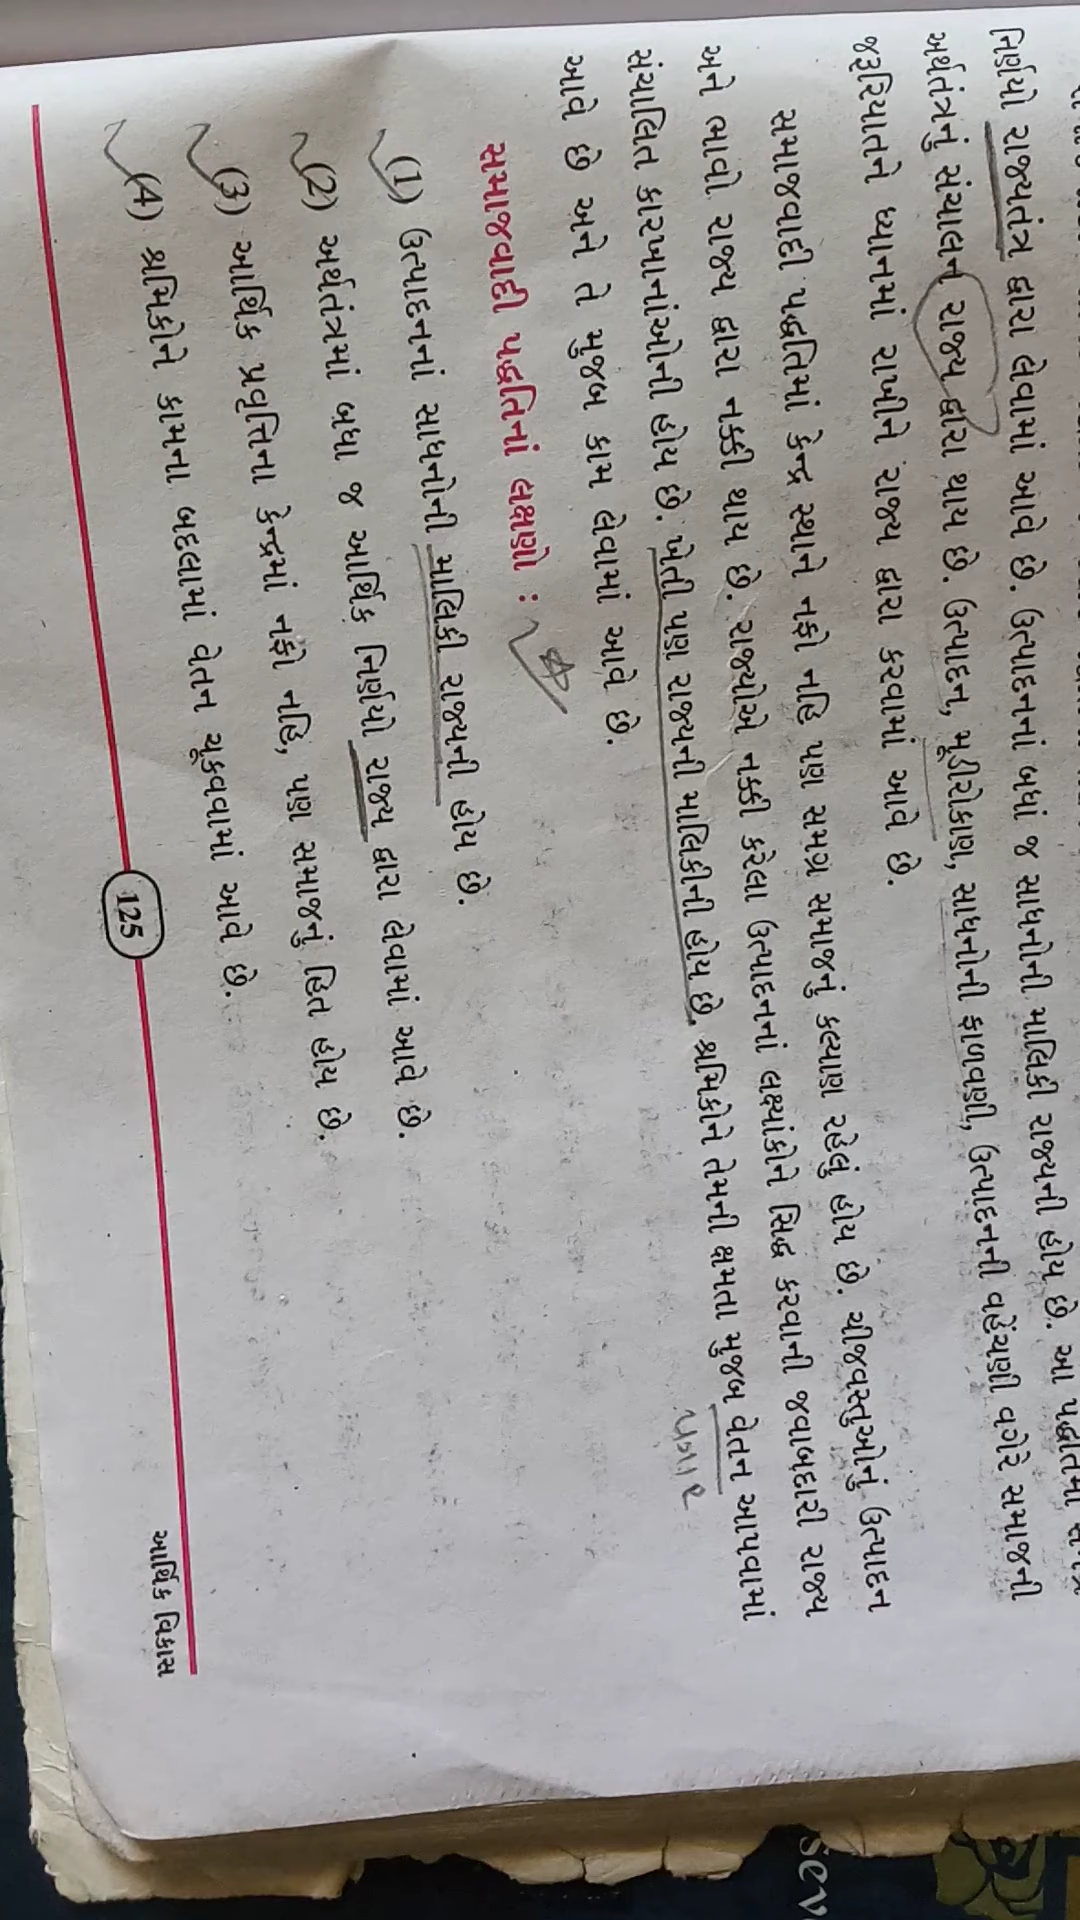 નિર્ણયો રાજ્યતંત્ર દ્વારા લેવામાં આવે છે. ઉત્પાદનનાં બધાં જ સાધનોની માલિકી રાજ્યની હોય છે. આ પદ્ધતિમાં
અર્થતંત્રનું સંચાલન રાજ્ય દ્વારા થાય છે. ઉત્પાદન, મૂડીરોકાણ, સાધનોની ફાળવણી, ઉત્પાદનની વહેંચણી વગેરે સમાજની
જરૂરિયાતને ધ્યાનમાં રાખીને રાજ્ય દ્વારા કરવામાં આવે છે.
સમાજવાદી પદ્ધતિમાં કેન્દ્ર સ્થાને નફો નહિ પણ સમગ્ર સમાજનું કલ્યાણ રહેલું હોય છે. ચીજવસ્તુઓનું ઉત્પાદન
અને ભાવો રાજ્ય દ્વારા નક્કી થાય છે. રાજ્યોએ નક્કી કરેલા ઉત્પાદનનાં લક્ષ્યાંકોને સિદ્ધ કરવાની જવાબદારી રાજ્ય
સંચાલિત કારખાનાંઓની હોય છે. ખેતી પણ રાજ્યની માલિકીની હોય છે. શ્રમિકોને તેમની ક્ષમતા મુજબ વેતન આપવામાં
પગાર
આવે છે અને તે મુજબ કામ લેવામાં આવે છે.
સમાજવાદી પદ્ધતિનાં લક્ષણો :
(1) ઉત્પાદનનાં સાધનોની માલિકી રાજ્યની હોય છે.
(2) અર્થતંત્રમાં બધા જ આર્થિક નિર્ણયો રાજ્ય દ્વારા લેવામાં આવે છે.
(3) આર્થિક પ્રવૃત્તિના કેન્દ્રમાં નફો નહિ, પણ સમાજનું હિત હોય છે.
(4) શ્રમિકોને કામના બદલામાં વેતન ચૂકવવામાં આવે છે.
125
આર્થિક વિકાસ